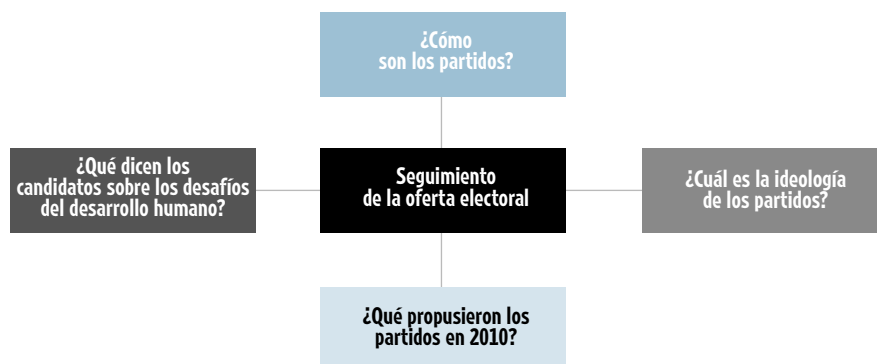 ¿Cómo
son los partidos?
¿Qué dicen los
candidatos sobre los desafíos
del desarrollo humano?
Seguimiento
de la oferta electoral
¿Cuál es la ideología
de los partidos?
¿Qué propusieron los
partidos en 2010?